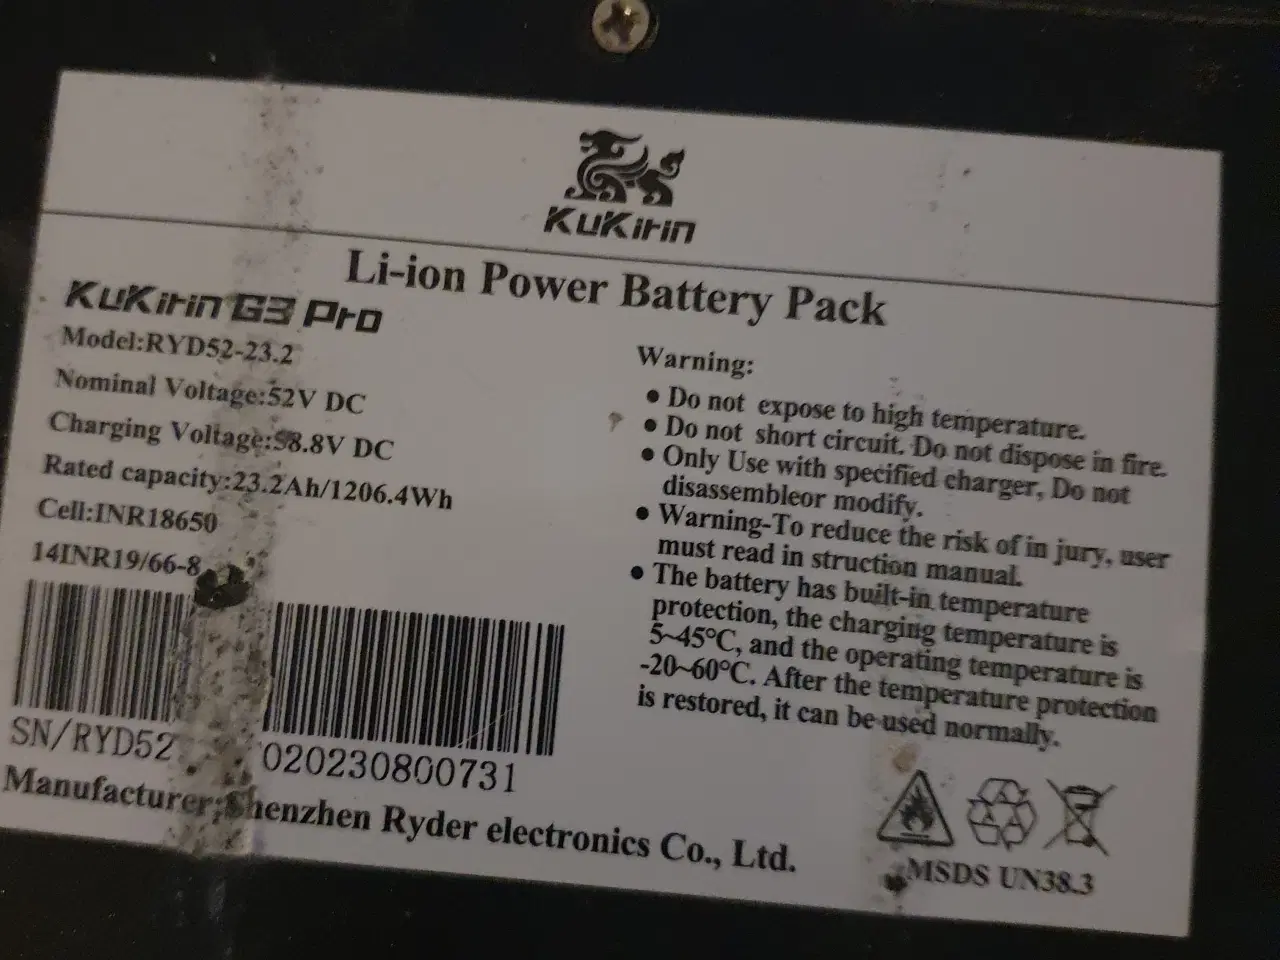 KuKirin
Li-ion Power Battery Pack
KuKirin G3 Pro
Model:RYD52-23.2
Nominal Voltage:52V DC
Charging Voltage:58.8V DC
Rated capacity:23.2Ah/1206.4Wh
Cell:INR18650
14INR19/66-8
SN/RYD52 020230800731
Manufacturer:Shenzhen Ryder electronics Co., Ltd.
Warning:
● Do not expose to high temperature.
● Do not short circuit. Do not dispose in fire.
● Only Use with specified charger, Do not
disassembleor modify.
● Warning-To reduce the risk of in jury, user
must read in struction manual.
● The battery has built-in temperature
protection, the charging temperature is
5~45°C, and the operating temperature is
-20~60°C. After the temperature protection
is restored, it can be used normally.
MSDS UN38.3